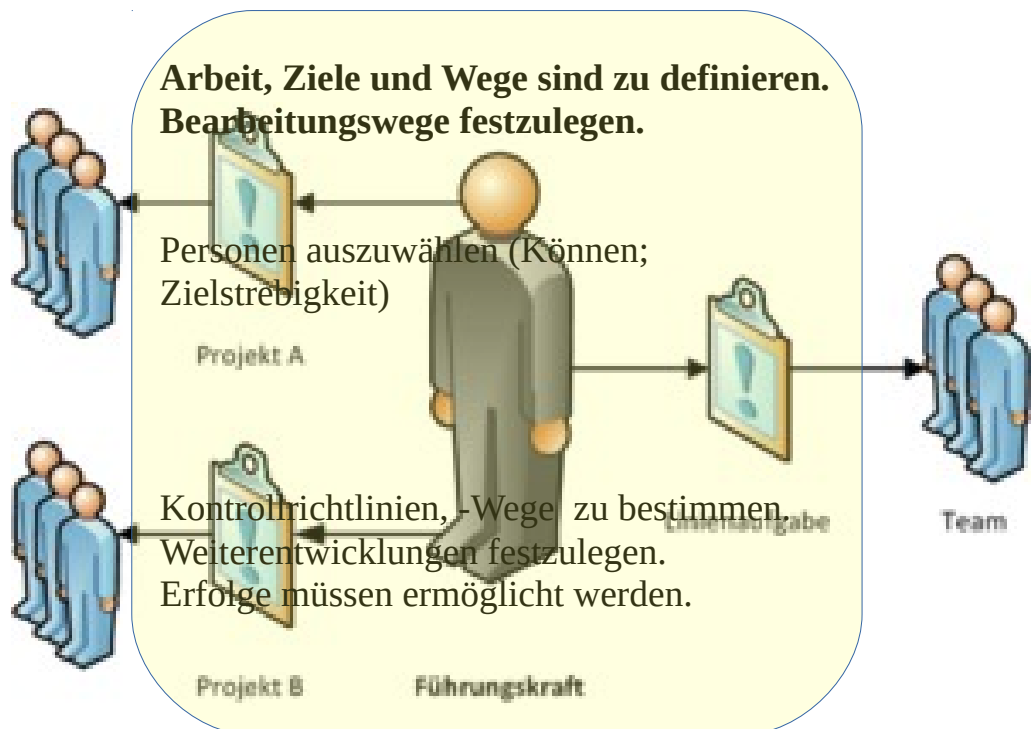 Arbeit, Ziele und Wege sind zu definieren.
Bearbeitungswege festzulegen.
Personen auszuwählen (Können;
Zielstrebigkeit)
Projekt A
Kontrollrichtlinien, -Wege zu bestimmen.
Linienaufgabe
Team
Weiterentwicklungen festzulegen.
Erfolge müssen ermöglicht werden.
Projekt B
Führungskraft